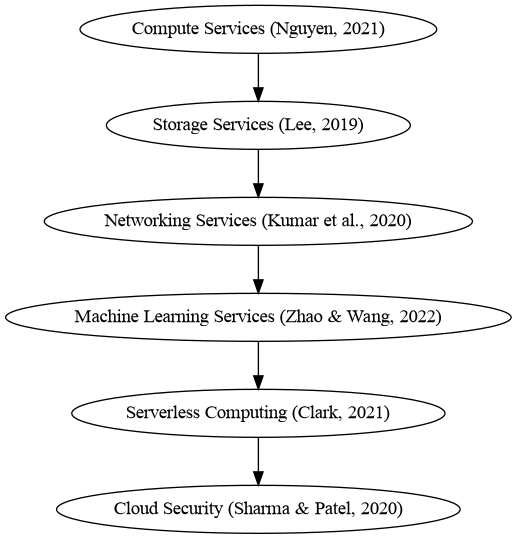 Compute Services (Nguyen, 2021)
Storage Services (Lee, 2019)
Networking Services (Kumar et al., 2020)
Machine Learning Services (Zhao & Wang, 2022)
Serverless Computing (Clark, 2021)
Cloud Security (Sharma & Patel, 2020)